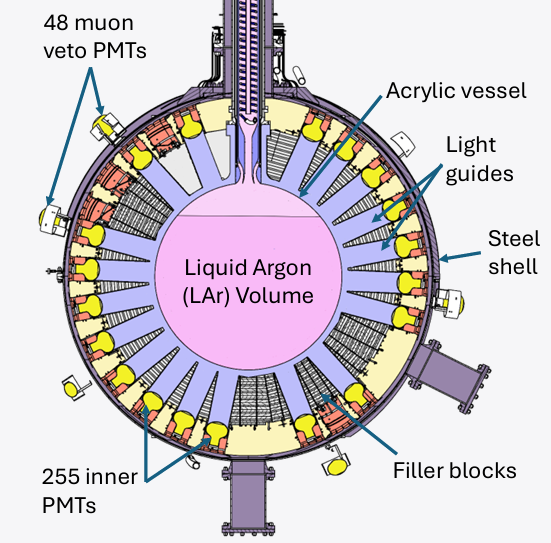 48 muon
veto PMTs
Acrylic vessel
Light
guides
Steel
shell
Liquid Argon
(LAr) Volume
255 inner
PMTs
Filler blocks